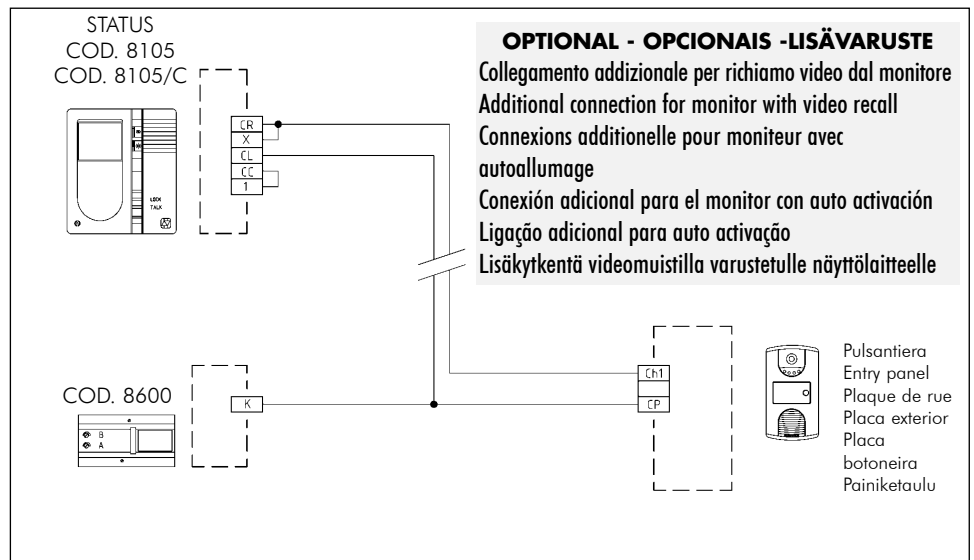 STATUS
COD. 8105
COD. 8105/C
CR
X
CL
CC
1
LOCK
TALK
OPTIONAL - OPCIONAIS -LISÄVARUSTE
Collegamento addizionale per richiamo video dal monitore
Additional connection for monitor with video recall
Connexions additionelle pour moniteur avec
autoallumage
Conexión adicional para el monitor con auto activación
Ligação adicional para auto activação
Lisäkytkentä videomuistilla varustetulle näyttölaitteelle
COD. 8600
B
A
K
Ch1
CP
Pulsantiera
Entry panel
Plaque de rue
Placa exterior
Placa
botoneira
Painiketaulu